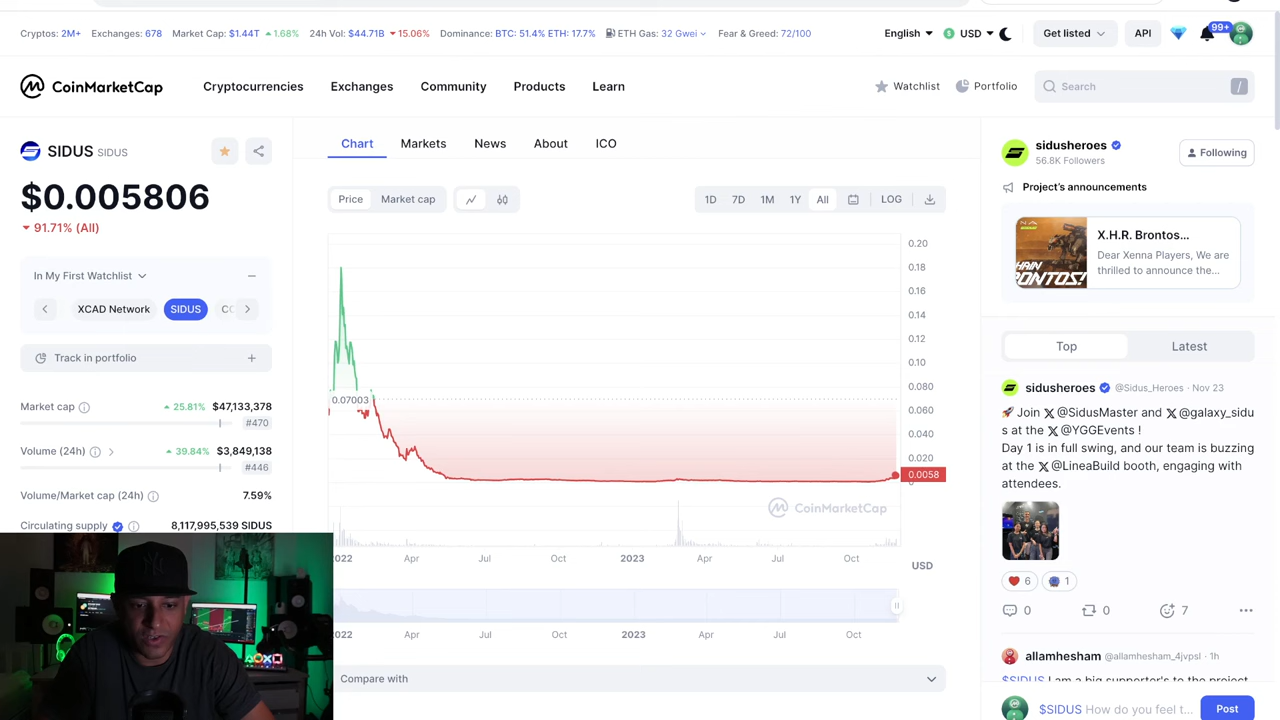 Cryptos: 2M+ Exchanges: 678 Market Cap: $1.44T 1.68% 24h Vol: $44.71B 15.06% Dominance: BTC: 51.4% ETH: 17.7% ETH Gas: 32 Gwei Fear & Greed: 72/100 English USD Get listed API 99+
CoinMarketCap Cryptocurrencies Exchanges Community Products Learn Watchlist Portfolio Search /
SIDUS SIDUS
$0.005806
91.71% (All)
In My First Watchlist
XCAD Network SIDUS
Track in portfolio
Market cap 25.81% $47,133,378
#470
Volume (24h) 39.84% $3,849,138
#446
Volume/Market cap (24h) 7.59%
Circulating supply 8,117,995,539 SIDUS
Chart Markets News About ICO
Price Market cap 1D 7D 1M 1Y All LOG
0.20
0.18
0.16
0.14
0.12
0.10
0.080
0.07003
0.060
0.040
0.020
0.0058
CoinMarketCap
2022 Apr Jul Oct 2023 Apr Jul Oct
USD
2022 Apr Jul Oct 2023 Apr Jul Oct
Compare with
sidusheroes
56.8K Followers
Following
Project's announcements
X.H.R. Brontos...
Dear Xenna Players, We are
thrilled to announce the...
Top Latest
sidusheroes @Sidus_Heroes · Nov 23
🚀 Join 𝕏 @SidusMaster and 𝕏 @galaxy_sidu
s at the 𝕏 @YGGEvents !
Day 1 is in full swing, and our team is buzzing
at the 𝕏 @LineaBuild booth, engaging with
attendees.
6 1
0 0 7
allamhesham @allamhesham_4jvpsl · 1h
$SIDUS I am a big supporter's to the project
$SIDUS How do you feel t... Post